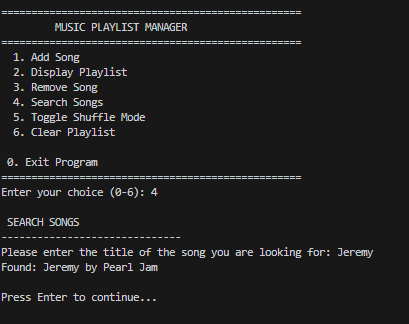 ==================================================
MUSIC PLAYLIST MANAGER
==================================================
1. Add Song
2. Display Playlist
3. Remove Song
4. Search Songs
5. Toggle Shuffle Mode
6. Clear Playlist
0. Exit Program
==================================================
Enter your choice (0-6): 4
SEARCH SONGS
------------------------------
Please enter the title of the song you are looking for: Jeremy
Found: Jeremy by Pearl Jam
Press Enter to continue...